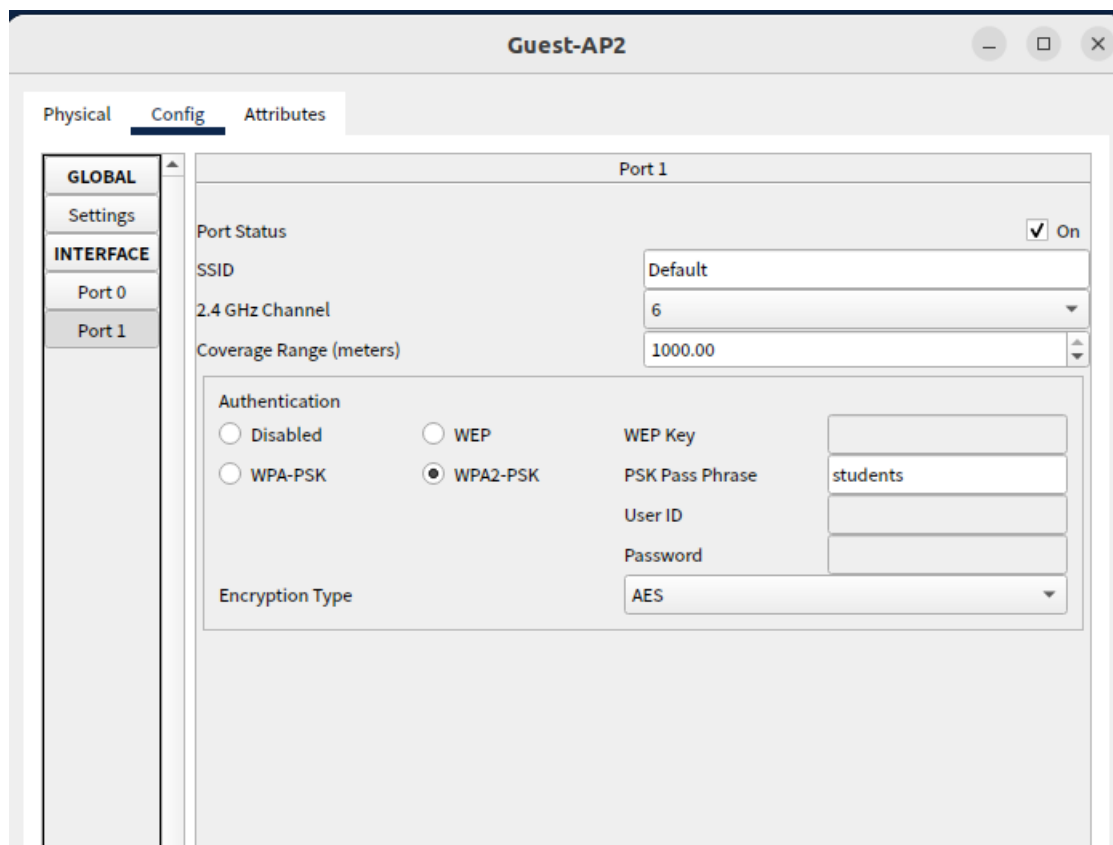 Guest-AP2
Physical Config Attributes
GLOBAL
Settings
INTERFACE
Port 0
Port 1
Port 1
Port Status On
SSID Default
2.4 GHz Channel 6
Coverage Range (meters) 1000.00
Authentication
Disabled WEP WEP Key
WPA-PSK WPA2-PSK PSK Pass Phrase students
User ID
Password
Encryption Type AES